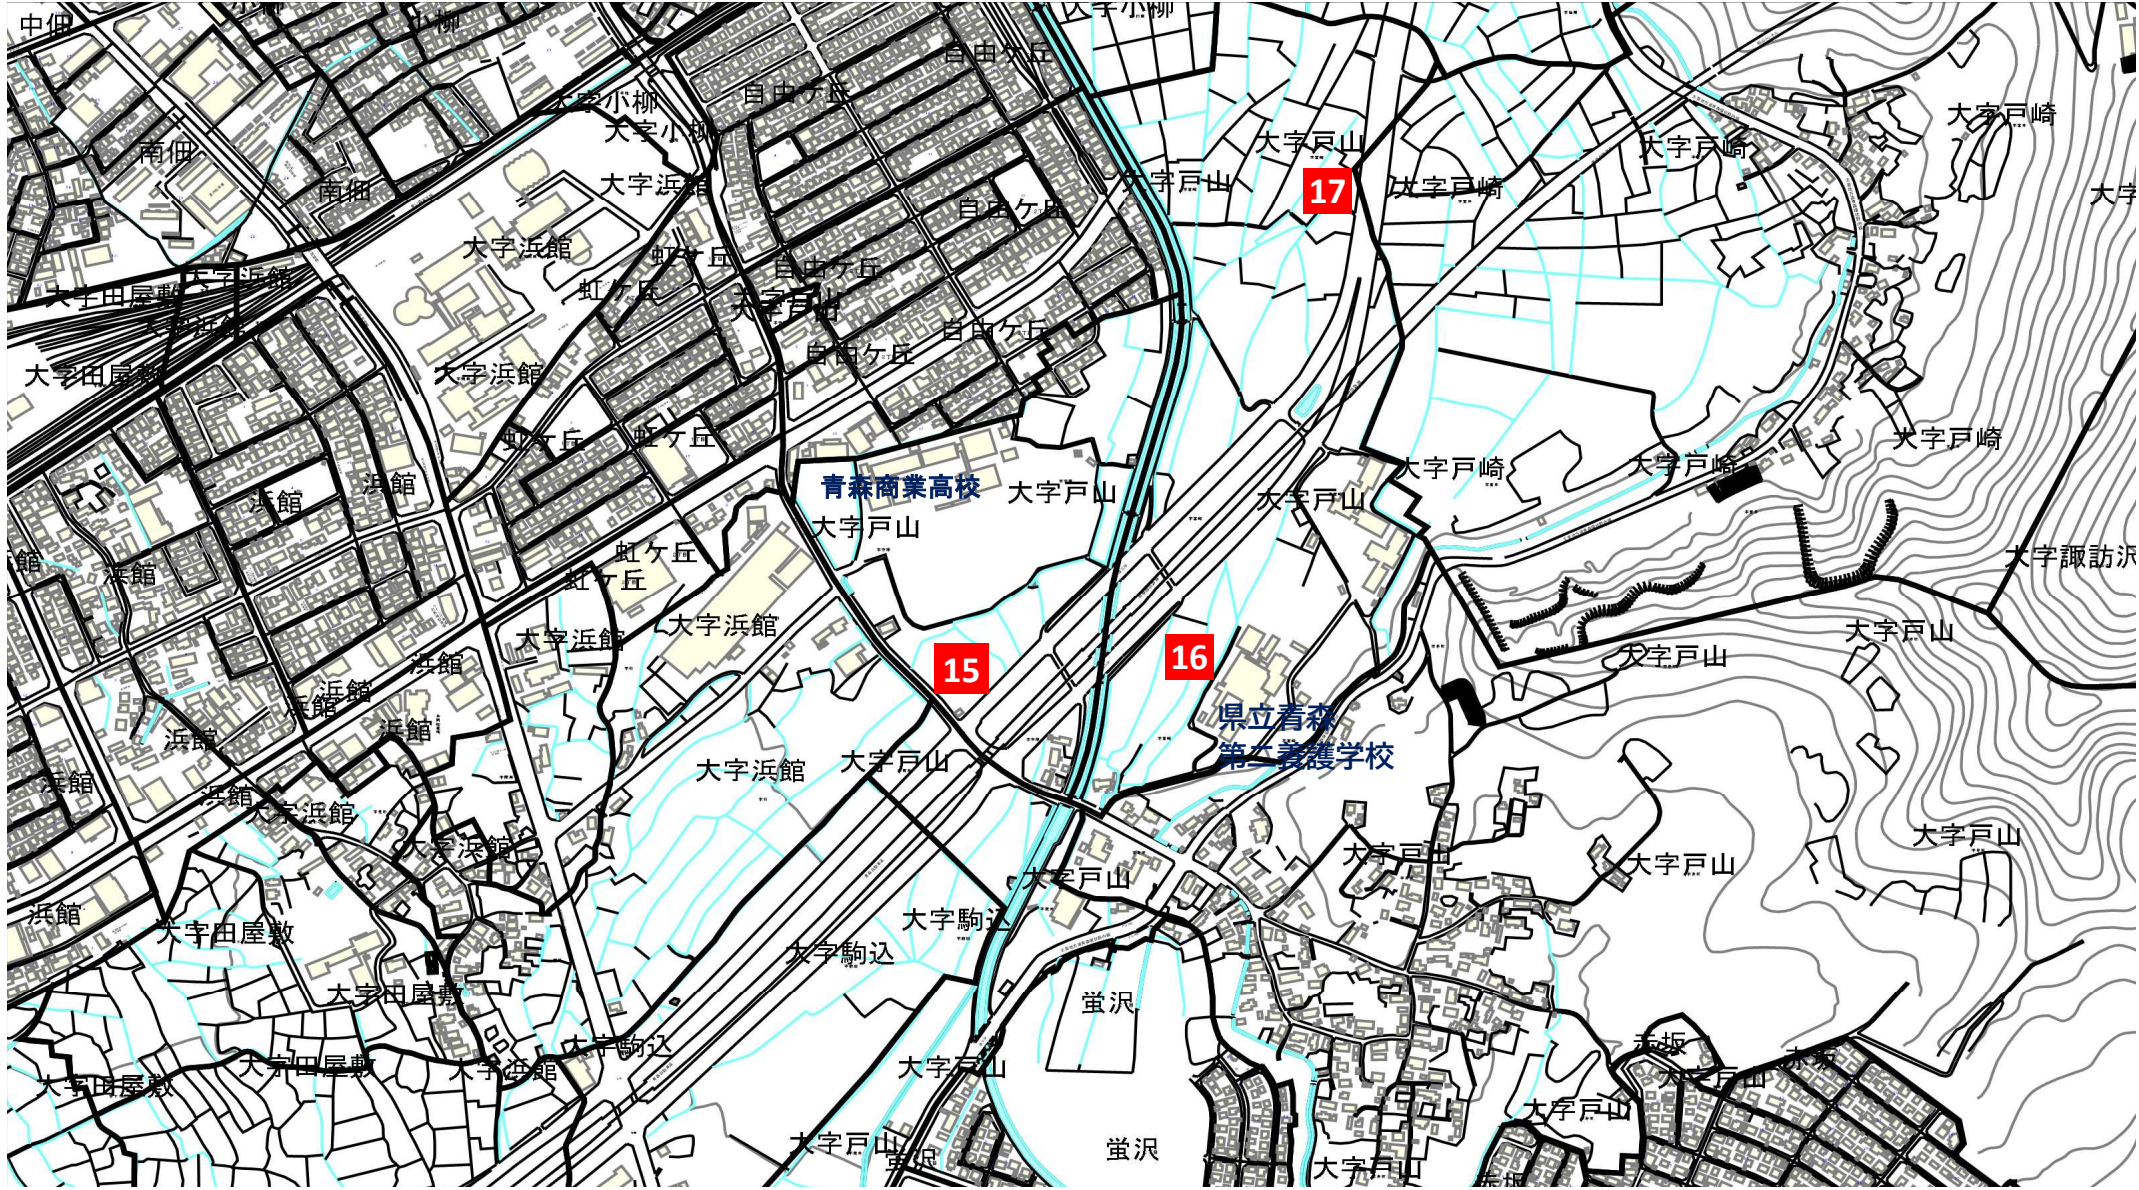 中佃
小柳
小柳
大字小柳
自由ケ丘
自由ケ丘
大字小柳
大字小柳
大字戸山
大字戸崎
大字戸崎
南佃
南佃
大字浜館
大字戸山
17
大字戸崎
自由ケ丘
大字浜館
虹ケ丘
自由ケ丘
大字浜館
大字田屋敷
虹ケ丘
大字戸山
大字浜館
自由ケ丘
自由ケ丘
大字田屋敷
大字浜館
虹ケ丘
虹ケ丘
大字戸崎
大字戸崎
大字戸崎
浜館
浜館
青森商業高校
大字戸山
大字戸山
大字戸山
虹ケ丘
虹ケ丘
浜館
大字諏訪沢
大字浜館
大字浜館
大字戸山
浜館
15
16
大字戸山
浜館
浜館
浜館
浜館
県立青森
第二養護学校
大字戸山
大字浜館
浜館
浜館
大字浜館
大字浜館
大字戸山
大字戸山
大字戸山
大字戸山
浜館
大字駒込
大字田屋敷
大字駒込
大字田屋敷
蛍沢
大字駒込
赤坂
赤坂
大字田屋敷
大字浜館
大字戸山
大字田屋敷
大字戸山
大字戸山
大字戸山
蛍沢
蛍沢
大字戸山
赤坂